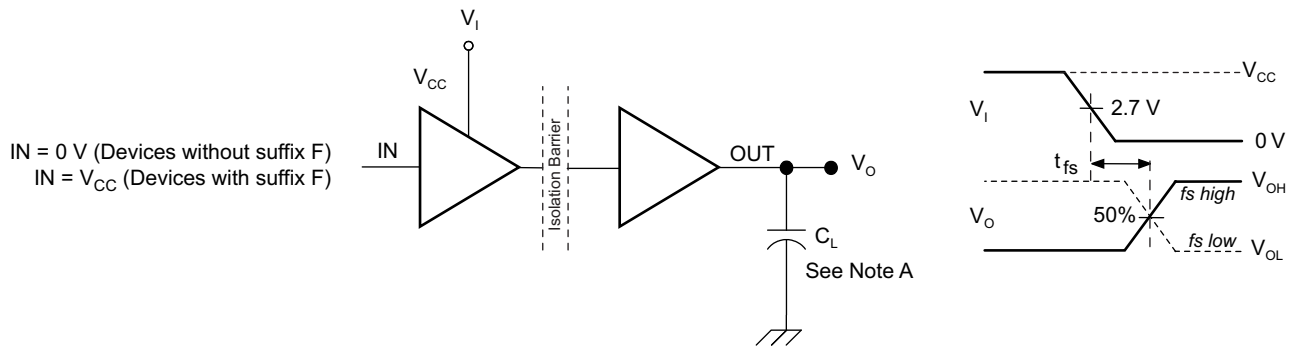 V_I
V_CC
IN = 0 V (Devices without suffix F)
IN = V_CC (Devices with suffix F)
IN
Isolation Barrier
OUT
V_O
C_L
See Note A
V_I
V_CC
2.7 V
0 V
t_fs
V_O
50%
fs high
V_OH
fs low
V_OL